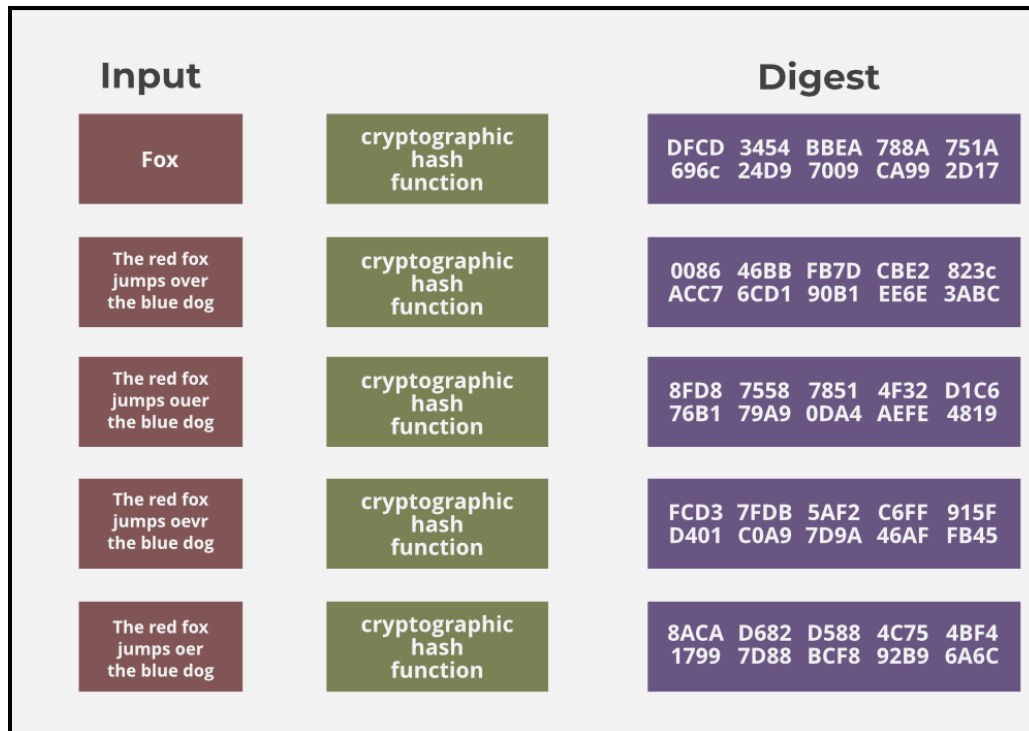 Input
Digest
Fox
cryptographic
hash
function
DFCD 3454 BBEA 788A 751A
696c 24D9 7009 CA99 2D17
The red fox
jumps over
the blue dog
cryptographic
hash
function
0086 46BB FB7D CBE2 823c
ACC7 6CD1 90B1 EE6E 3ABC
The red fox
jumps ouer
the blue dog
cryptographic
hash
function
8FD8 7558 7851 4F32 D1C6
76B1 79A9 0DA4 AEFE 4819
The red fox
jumps oevr
the blue dog
cryptographic
hash
function
FCD3 7FDB 5AF2 C6FF 915F
D401 C0A9 7D9A 46AF FB45
The red fox
jumps oer
the blue dog
cryptographic
hash
function
8ACA D682 D588 4C75 4BF4
1799 7D88 BCF8 92B9 6A6C